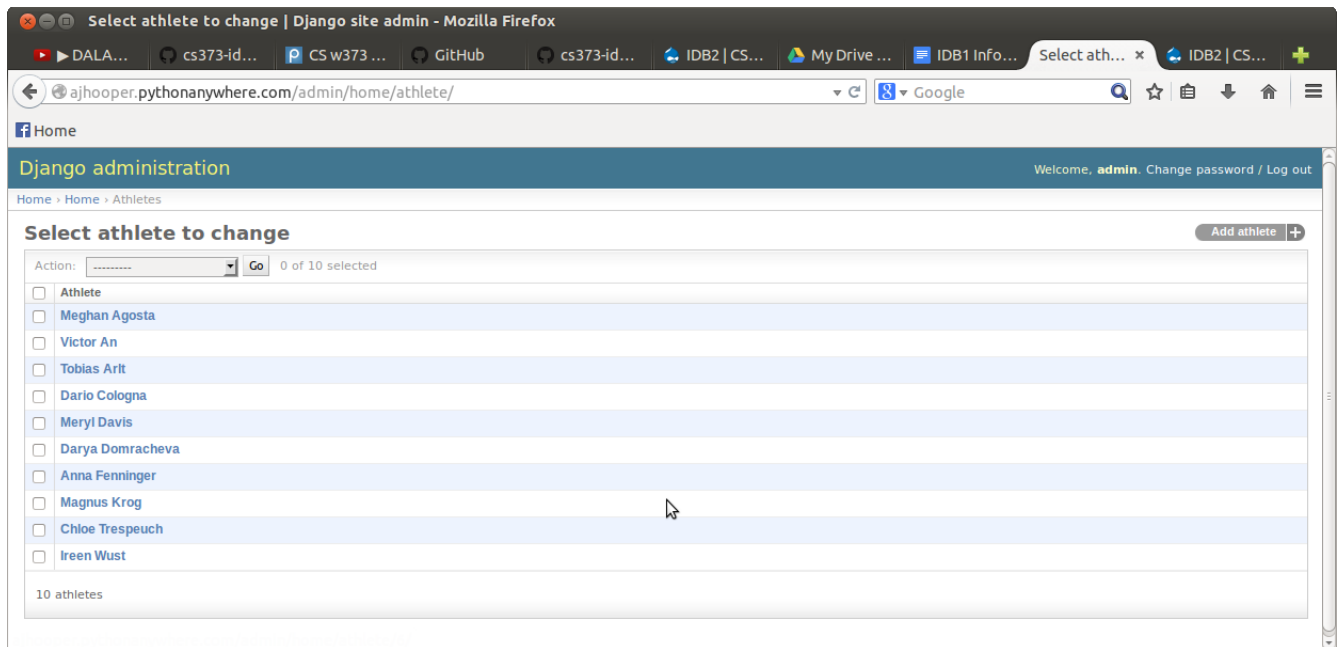 Select athlete to change | Django site admin - Mozilla Firefox
▶ DALA... cs373-id... CS w373 ... GitHub cs373-id... IDB2 | CS... My Drive ... IDB1 Info... Select ath... × IDB2 | CS...
ajhooper.pythonanywhere.com/admin/home/athlete/ 8 Google
f Home
Django administration Welcome, admin. Change password / Log out
Home › Home › Athletes
Select athlete to change Add athlete +
Action: --------- Go 0 of 10 selected
Athlete
Meghan Agosta
Victor An
Tobias Arlt
Dario Cologna
Meryl Davis
Darya Domracheva
Anna Fenninger
Magnus Krog
Chloe Trespeuch
Ireen Wust
10 athletes